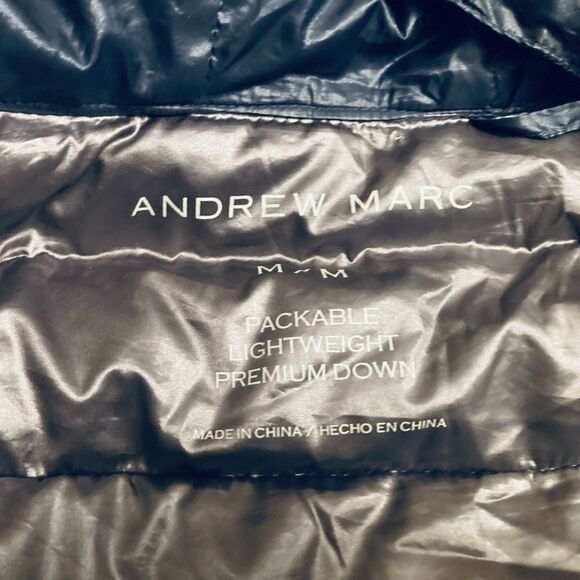 ANDREW MARC
M / M
PACKABLE
LIGHTWEIGHT
PREMIUM DOWN
MADE IN CHINA / HECHO EN CHINA